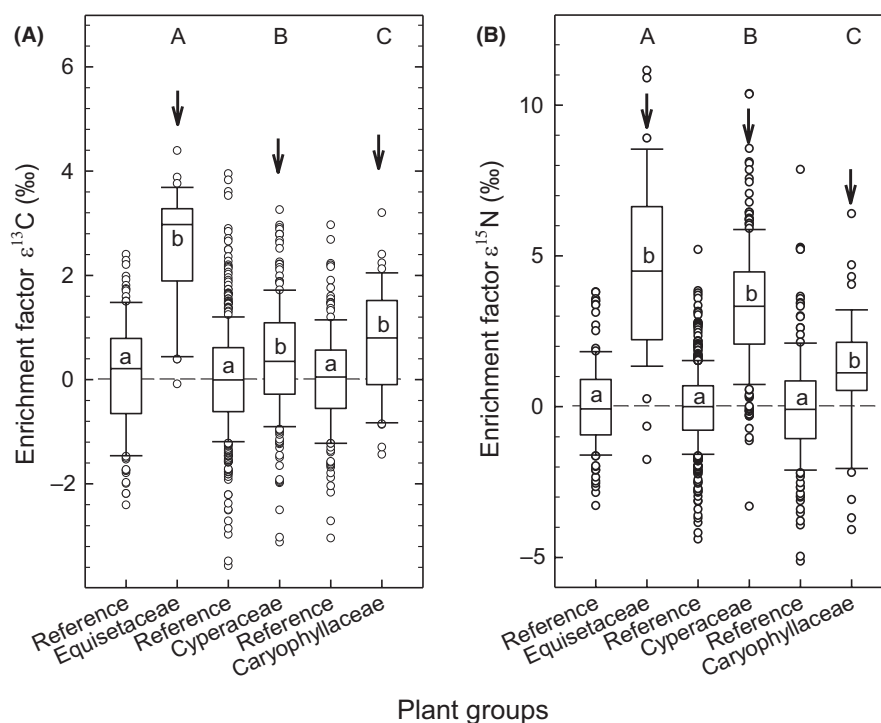 (A)
A B C
6
4
2
0
–2
Enrichment factor ε¹³C (‰)
b
a
a
b
a
b
Reference
Equisetaceae
Reference
Cyperaceae
Reference
Caryophyllaceae
(B)
A B C
10
5
0
–5
Enrichment factor ε¹⁵N (‰)
a
b
a
b
a
b
Reference
Equisetaceae
Reference
Cyperaceae
Reference
Caryophyllaceae
Plant groups